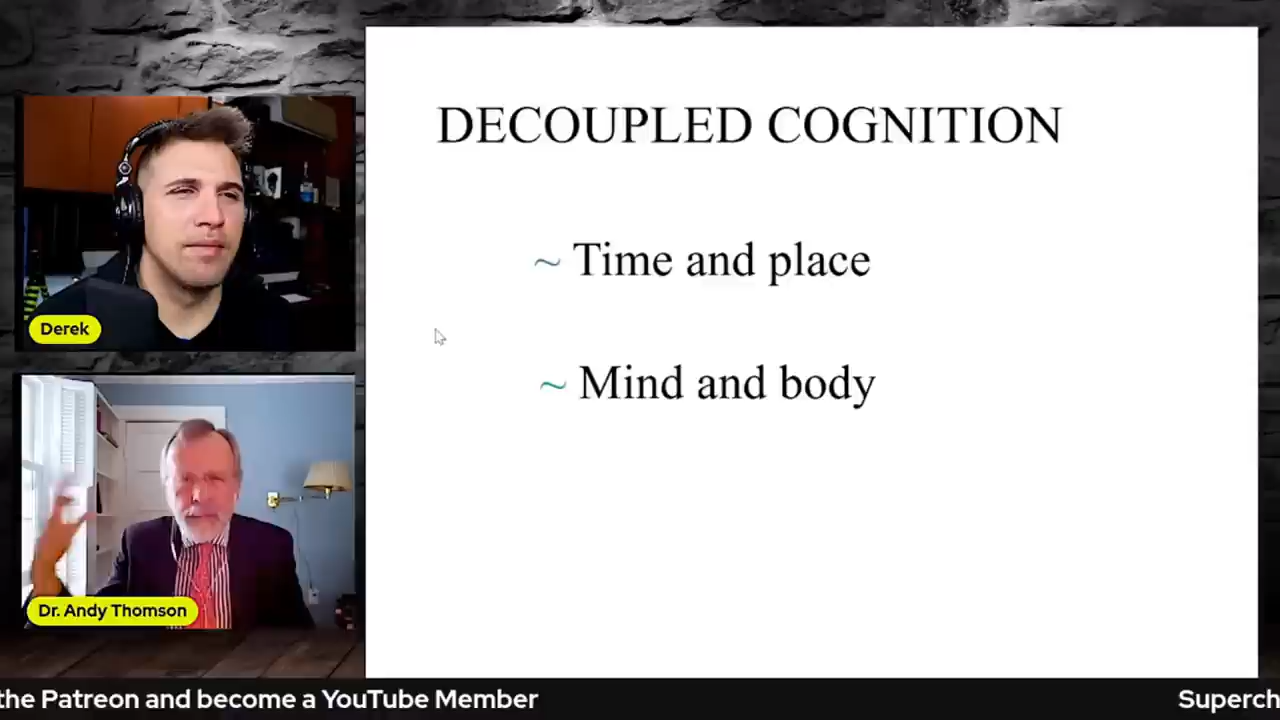 DECOUPLED COGNITION
~ Time and place
~ Mind and body
Derek
Dr. Andy Thomson
the Patreon and become a YouTube Member
Superch